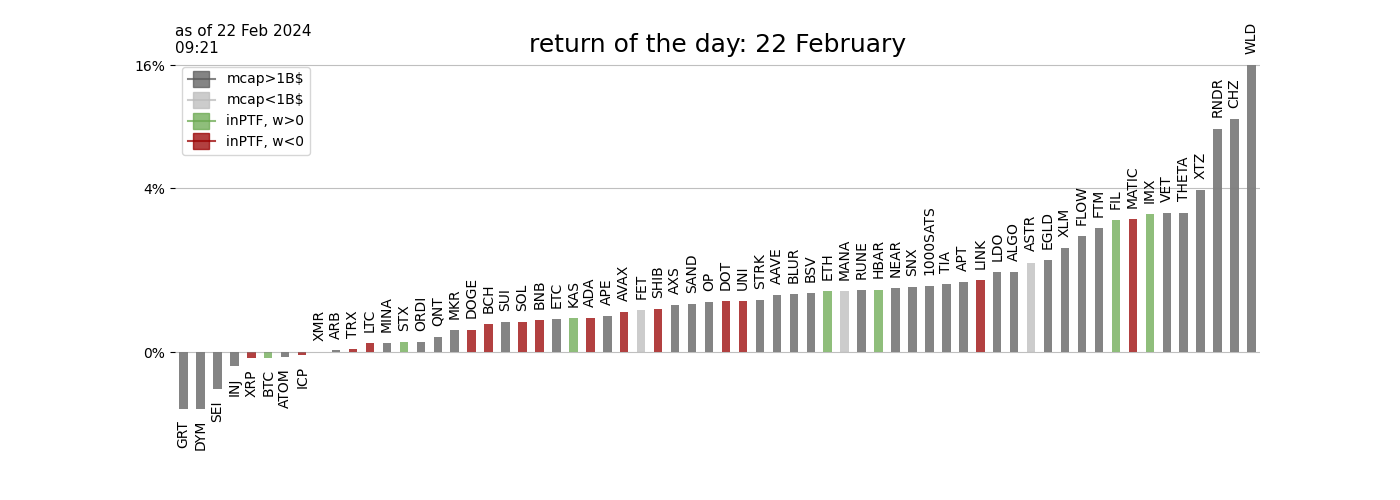 as of 22 Feb 2024
09:21
return of the day: 22 February
16%
4%
0%
mcap>1B$
mcap<1B$
inPTF, w>0
inPTF, w<0
GRT
DYM
SEI
INJ
XRP
BTC
ATOM
ICP
XMR
ARB
TRX
LTC
MINA
STX
ORDI
QNT
MKR
DOGE
BCH
SUI
SOL
BNB
ETC
KAS
ADA
APE
AVAX
FET
SHIB
AXS
SAND
OP
DOT
UNI
STRK
AAVE
BLUR
BSV
ETH
MANA
RUNE
HBAR
NEAR
SNX
1000SATS
TIA
APT
LINK
LDO
ALGO
ASTR
EGLD
XLM
FLOW
FTM
FIL
MATIC
IMX
VET
THETA
XTZ
RNDR
CHZ
WLD